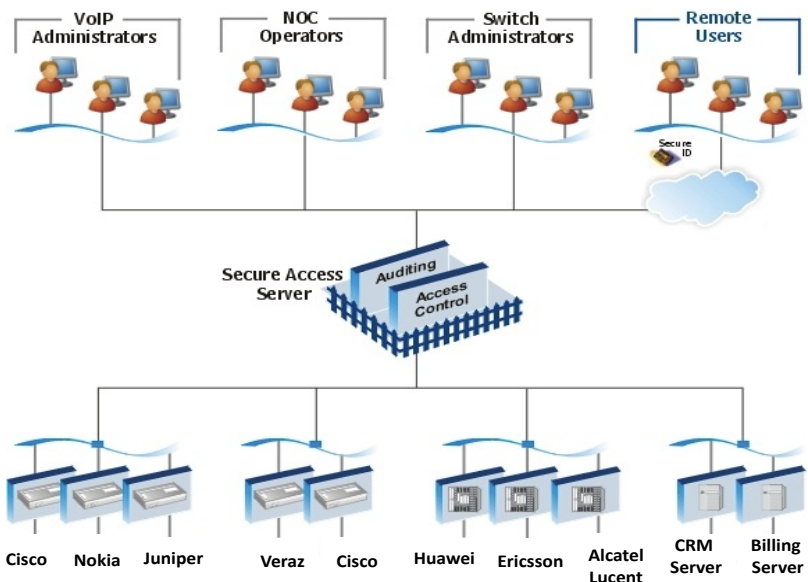 VoIP
Administrators
NOC
Operators
Switch
Administrators
Remote
Users
Secure
ID
Secure Access
Server
Auditing
Access
Control
Cisco
Nokia
Juniper
Veraz
Cisco
Huawei
Ericsson
Alcatel
Lucent
CRM
Server
Billing
Server